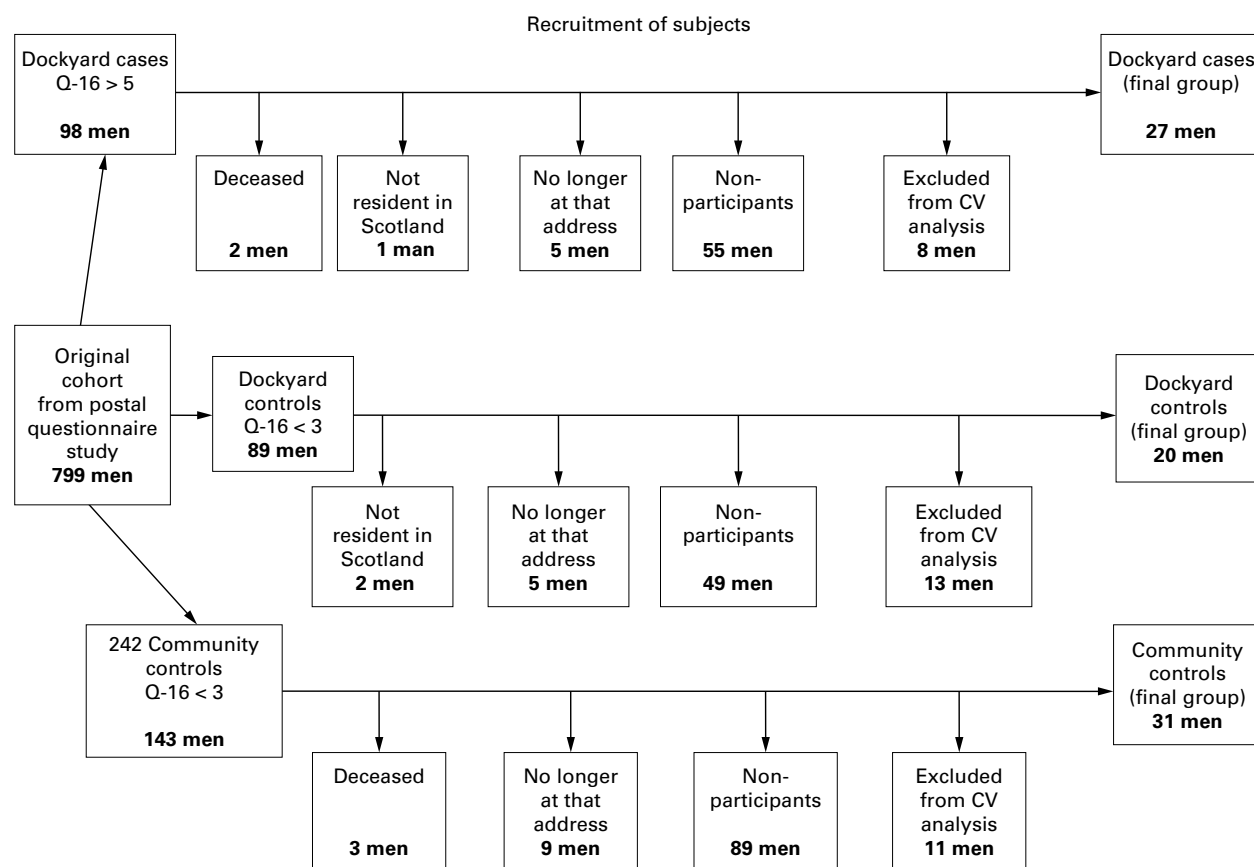 Recruitment of subjects
Dockyard cases
Q-16 > 5
98 men
Dockyard cases
(final group)
27 men
Deceased
2 men
Not
resident in
Scotland
1 man
No longer
at that
address
5 men
Non-
participants
55 men
Excluded
from CV
analysis
8 men
Original
cohort
from postal
questionnaire
study
799 men
Dockyard
controls
Q-16 < 3
89 men
Dockyard
controls
(final group)
20 men
Not
resident in
Scotland
2 men
No longer
at that
address
5 men
Non-
participants
49 men
Excluded
from CV
analysis
13 men
242 Community
controls
Q-16 < 3
143 men
Community
controls
(final group)
31 men
Deceased
3 men
No longer
at that
address
9 men
Non-
participants
89 men
Excluded
from CV
analysis
11 men